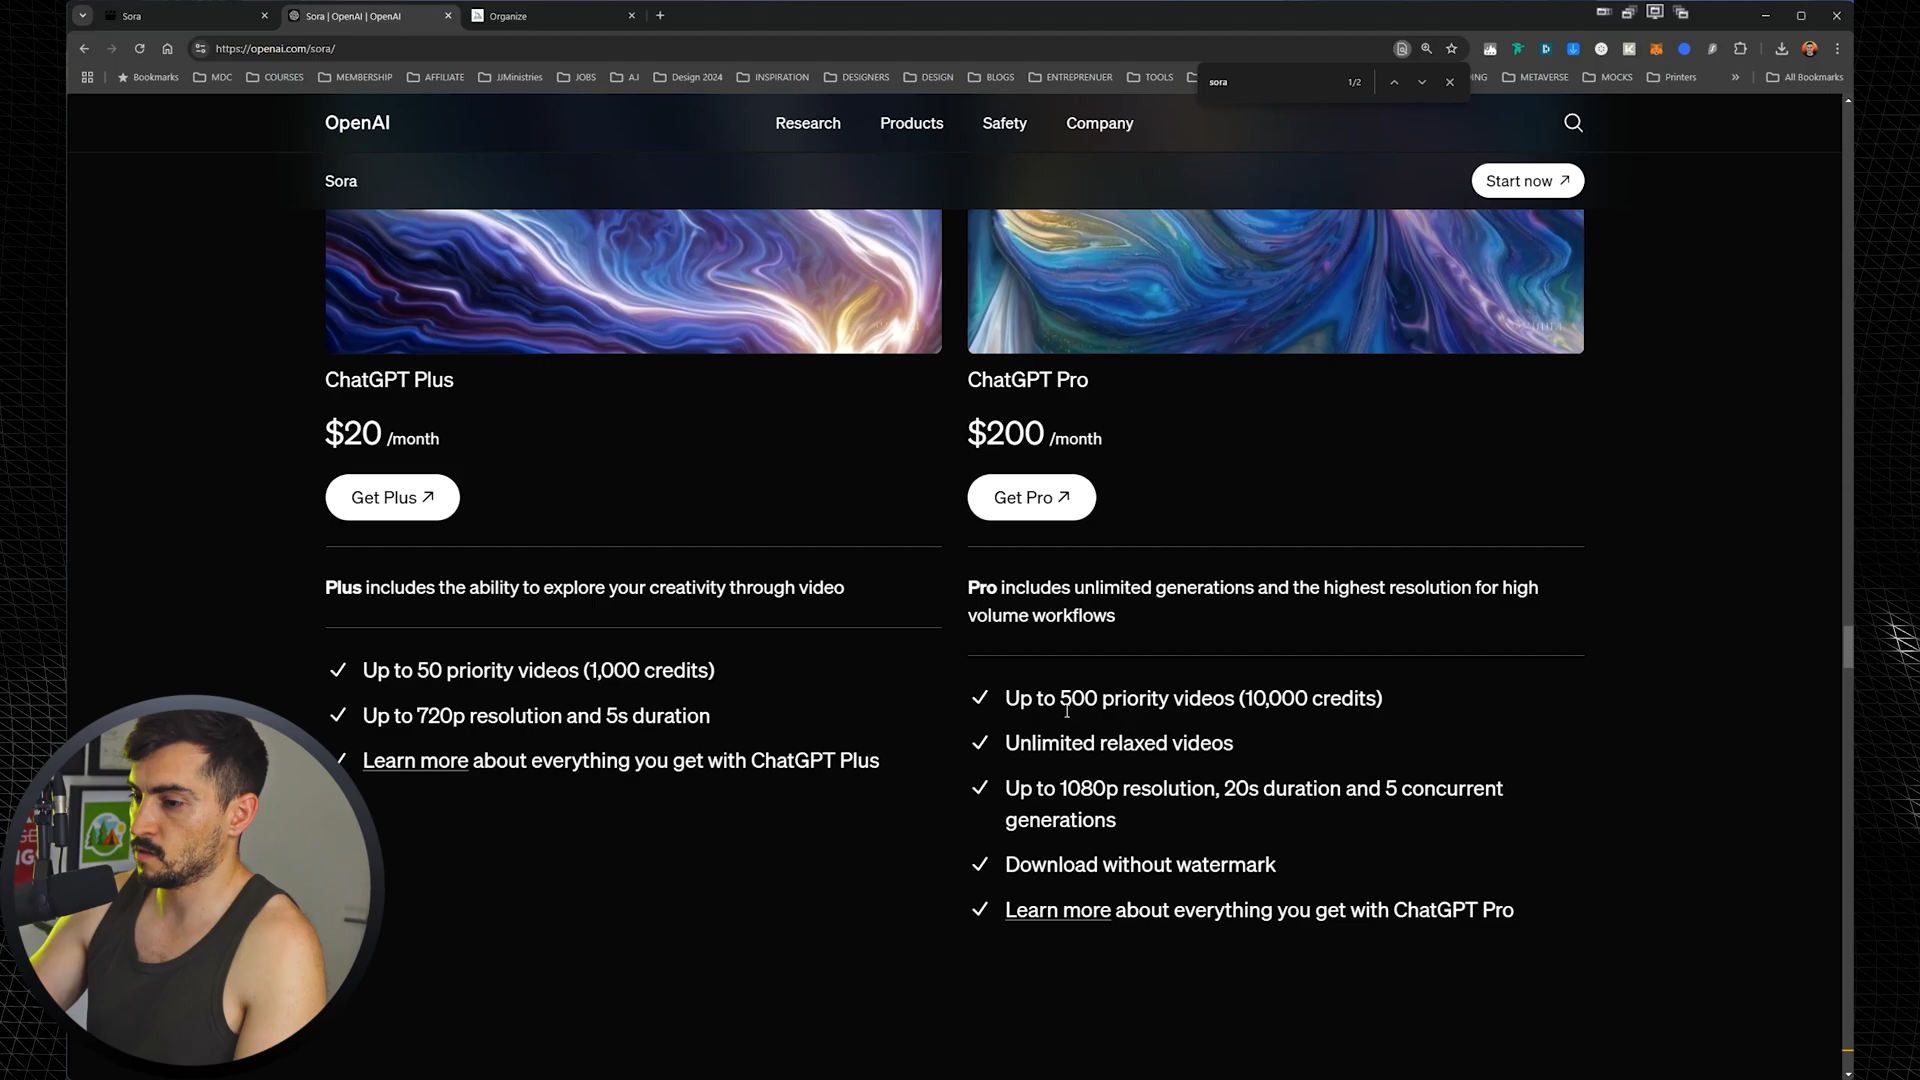 Sora
Sora | OpenAI | OpenAI
Organize
https://openai.com/sora/
Bookmarks
MDC
COURSES
MEMBERSHIP
AFFILIATE
JJMinistries
JOBS
A.I
Design 2024
INSPIRATION
DESIGNERS
DESIGN
BLOGS
ENTREPRENUER
TOOLS
METAVERSE
MOCKS
Printers
»
All Bookmarks
sora
1/2
OpenAI
Research
Products
Safety
Company
Sora
Start now
ChatGPT Plus
$20 /month
Get Plus
Plus includes the ability to explore your creativity through video
Up to 50 priority videos (1,000 credits)
Up to 720p resolution and 5s duration
Learn more about everything you get with ChatGPT Plus
ChatGPT Pro
$200 /month
Get Pro
Pro includes unlimited generations and the highest resolution for high
volume workflows
Up to 500 priority videos (10,000 credits)
Unlimited relaxed videos
Up to 1080p resolution, 20s duration and 5 concurrent
generations
Download without watermark
Learn more about everything you get with ChatGPT Pro